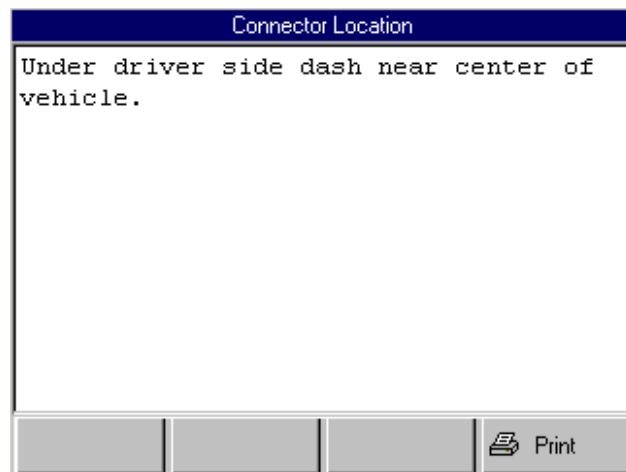 Connector Location
Under driver side dash near center of
vehicle.
Print